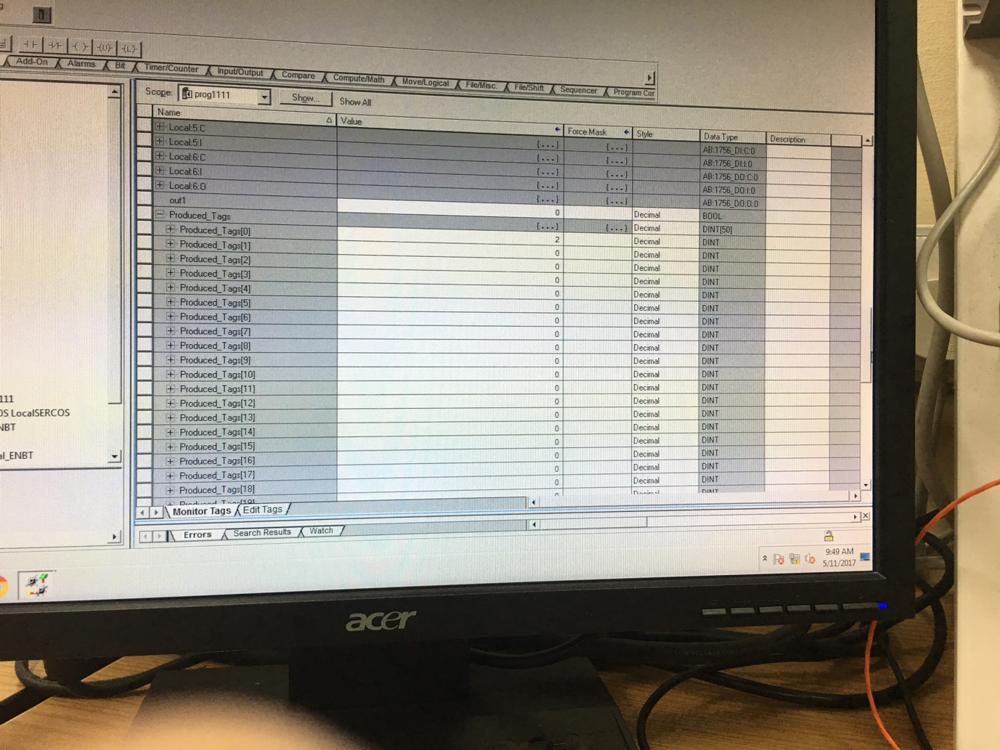 Add-On Alarms Bit Timer/Counter Input/Output Compare Compute/Math Move/Logical File/Misc. File/Shift Sequencer Program Cor
Scope: prog1111 Show... Show All
Name Value Force Mask Style Data Type Description
Local:5:C {...} {...} AB:1756_DI:C:0
Local:5:I {...} {...} AB:1756_DI:I:0
Local:6:C {...} {...} AB:1756_DO:C:0
Local:6:I {...} {...} AB:1756_DO:I:0
Local:6:O {...} {...} AB:1756_DO:O:0
out1 0 Decimal BOOL
Produced_Tags {...} {...} Decimal DINT[50]
Produced_Tags[0] 2 Decimal DINT
Produced_Tags[1] 0 Decimal DINT
Produced_Tags[2] 0 Decimal DINT
Produced_Tags[3] 0 Decimal DINT
Produced_Tags[4] 0 Decimal DINT
Produced_Tags[5] 0 Decimal DINT
Produced_Tags[6] 0 Decimal DINT
Produced_Tags[7] 0 Decimal DINT
Produced_Tags[8] 0 Decimal DINT
Produced_Tags[9] 0 Decimal DINT
Produced_Tags[10] 0 Decimal DINT
Produced_Tags[11] 0 Decimal DINT
Produced_Tags[12] 0 Decimal DINT
Produced_Tags[13] 0 Decimal DINT
Produced_Tags[14] 0 Decimal DINT
Produced_Tags[15] 0 Decimal DINT
Produced_Tags[16] 0 Decimal DINT
Produced_Tags[17] 0 Decimal DINT
Produced_Tags[18] 0 Decimal DINT
Produced_Tags[19]
111
OS LocalSERCOS
NBT
al_ENBT
Monitor Tags Edit Tags
Errors Search Results Watch
9:49 AM
5/11/2017
acer